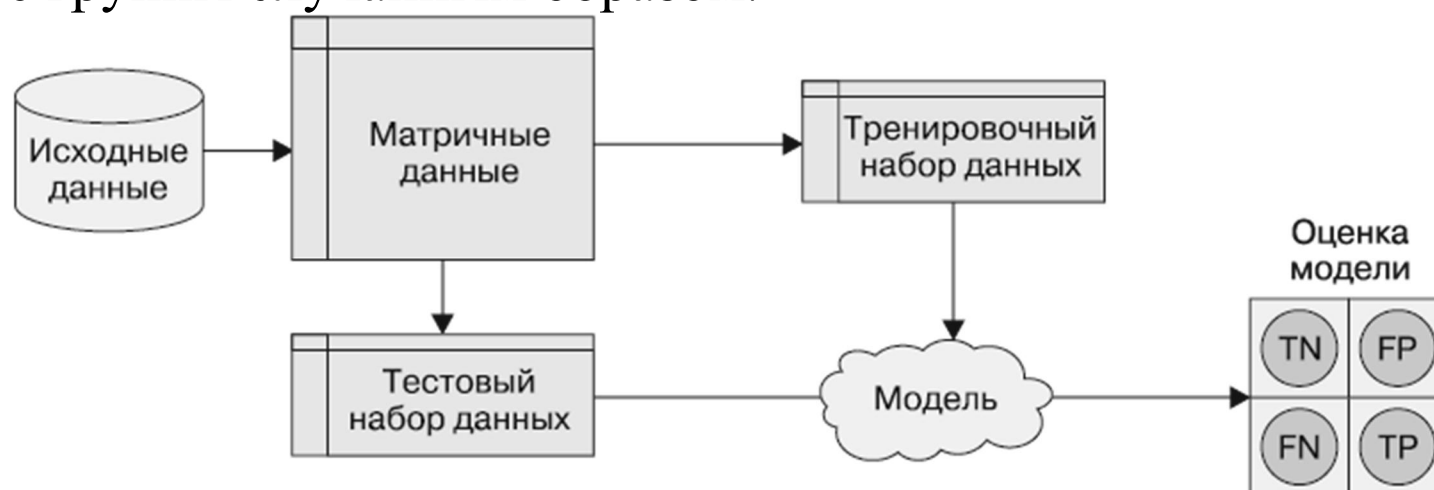 Исходные
данные
Матричные
данные
Тренировочный
набор данных
Тестовый
набор данных
Модель
Оценка
модели
TN FP
FN TP